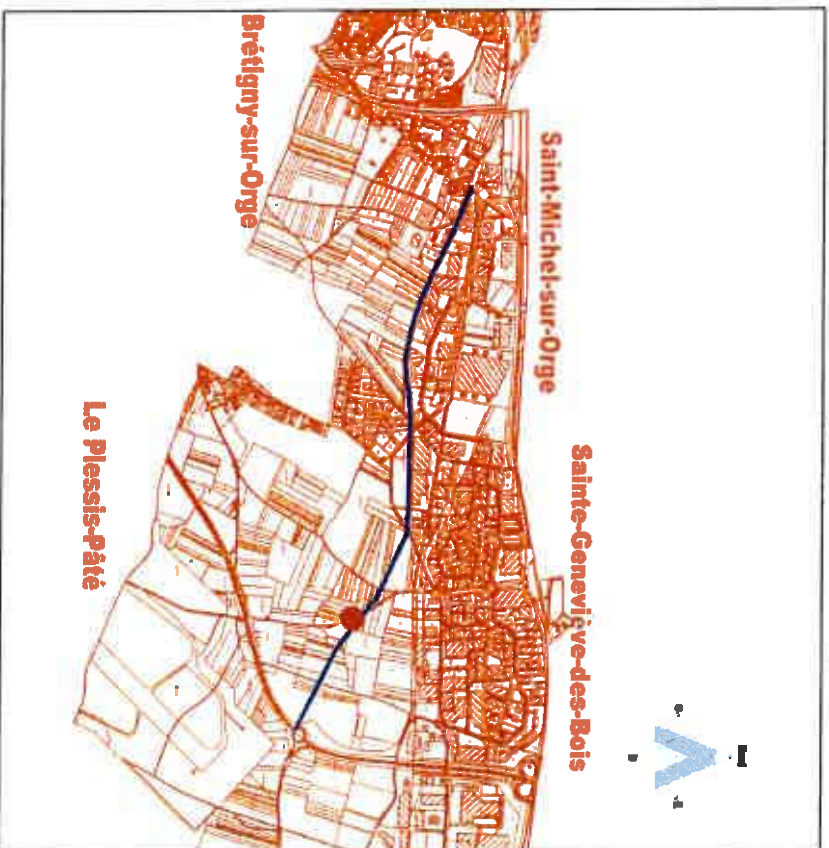 Brétigny-sur-Orge
Saint-Michel-sur-Orge
Sainte-Geneviève-des-Bois
Le Plessis-Pâté